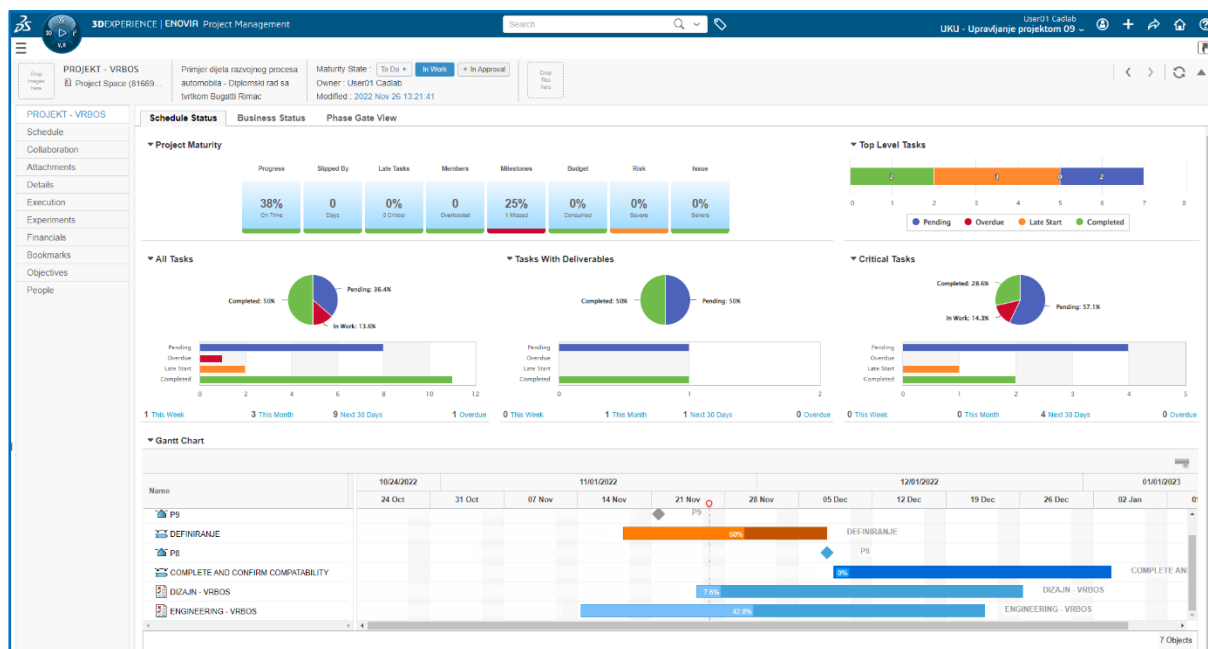 3DEXPERIENCE | ENOVIA Project Management
Search
User01 Cadlab
UKU - Upravljanje projektom 09
3D
V.R
Drop images here
PROJEKT - VRBOS
Project Space (81669...
Primjer dijela razvojnog procesa
automobila - Diplomski rad sa
tvrtkom Bugatti Rimac
Maturity State : To Do + In Work + In Approval
Owner : User01 Cadlab
Modified : 2022 Nov 26 13:21:41
Drop files here
PROJEKT - VRBOS
Schedule
Collaboration
Attachments
Details
Execution
Experiments
Financials
Bookmarks
Objectives
People
Schedule Status Business Status Phase Gate View
Project Maturity
Progress Slipped By Late Tasks Members Milestones Budget Risk Issue
38% 0 0% 0 25% 0% 0% 0%
On Time Days 0 Critical Overloaded 1 Missed Consumed Severe Severe
Top Level Tasks
2 3 0 2
0 1 2 3 4 5 6 7 8
Pending Overdue Late Start Completed
All Tasks
Completed: 50%
Pending: 36.4%
In Work: 13.6%
Pending
Overdue
Late Start
Completed
0 2 4 6 8 10 12
1 This Week 3 This Month 9 Next 30 Days 1 Overdue
Tasks With Deliverables
Completed: 50% Pending: 50%
Pending
Overdue
Late Start
Completed
0 1 2
0 This Week 1 This Month 1 Next 30 Days 0 Overdue
Critical Tasks
Completed: 28.6%
Pending: 57.1%
In Work: 14.3%
Pending
Overdue
Late Start
Completed
0 1 2 3 4 5
0 This Week 0 This Month 4 Next 30 Days 0 Overdue
Gantt Chart
Name
10/24/2022 11/01/2022 12/01/2022 01/01/2023
24 Oct 31 Oct 07 Nov 14 Nov 21 Nov 28 Nov 05 Dec 12 Dec 19 Dec 26 Dec 02 Jan
P9 P9
DEFINIRANJE 60% DEFINIRANJE
P8 P8
COMPLETE AND CONFIRM COMPATABILITY 0% COMPLETE AN
DIZAJN - VRBOS 7.6% DIZAJN - VRBOS
ENGINEERING - VRBOS 42.9% ENGINEERING - VRBOS
7 Objects